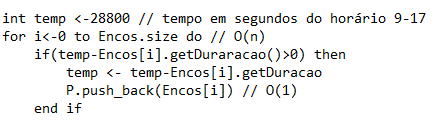 int temp <-28800 // tempo em segundos do horário 9-17
for i<-0 to Encos.size do // O(n)
if(temp-Encos[i].getDuraracao()>0) then
temp <- temp-Encos[i].getDuracao
P.push_back(Encos[i]) // O(1)
end if